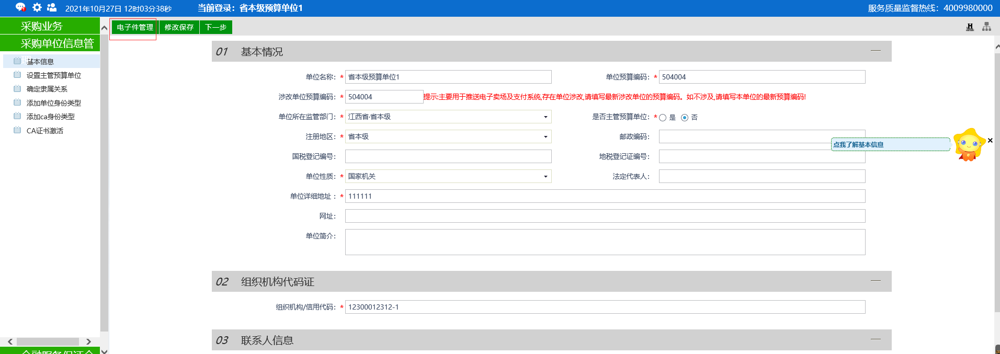 2021年10月27日 12时03分38秒
当前登录：省本级预算单位1
服务质量监督热线：4009980000
采购业务
采购单位信息管理
基本信息
设置主管预算单位
确定隶属关系
添加单位身份类型
添加ca身份类型
CA证书激活
金融服务保证金
电子件管理 修改保存 下一步
H
01 基本情况
单位名称：* 省本级预算单位1 单位预算编码：* 504004
涉改单位预算编码：* 504004 提示:主要用于推送电子卖场及支付系统,存在单位涉改,请填写最新涉改单位的预算编码。如不涉及,请填写本单位的最新预算编码!
单位所在监管部门：* 江西省·省本级 是否主管预算单位：* 是 否
注册地区：* 省本级 邮政编码：
点我了解基本信息
国税登记编号： 地税登记证编号：
单位性质：* 国家机关 法定代表人：
单位详细地址 ：* 111111
网址：
单位简介：
02 组织机构代码证
组织机构/信用代码：* 12300012312-1
03 联系人信息